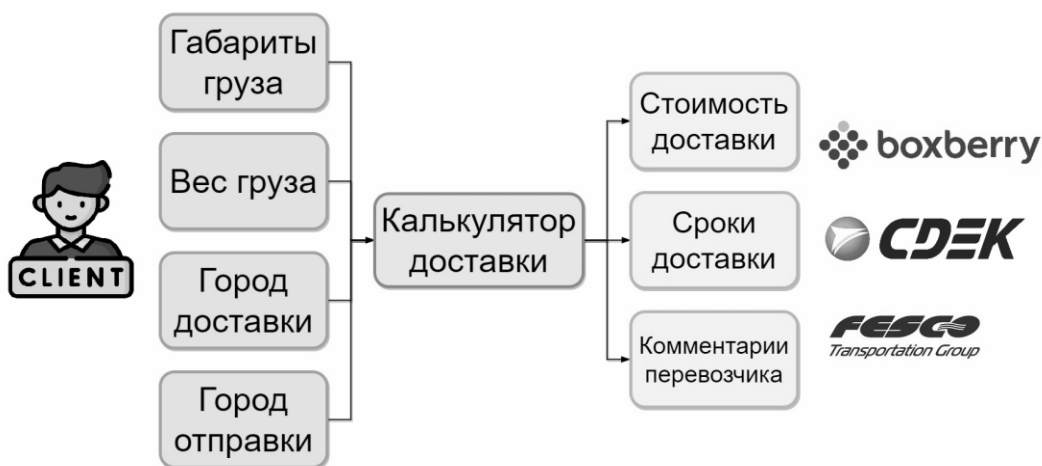 Габариты
груза
Вес груза
CLIENT
Город
доставки
Город
отправки
Калькулятор
доставки
Стоимость
доставки
Сроки
доставки
Комментарии
перевозчика
boxberry
CDEK
FESCO
Transportation Group